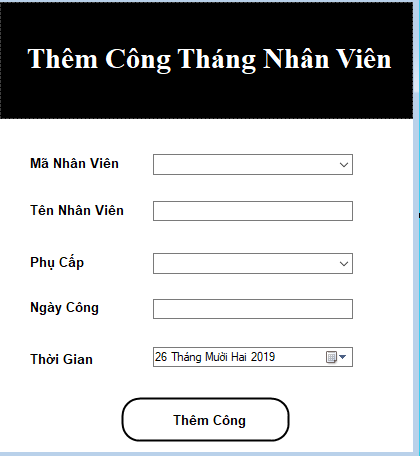 Thêm Công Tháng Nhân Viên
Mã Nhân Viên
Tên Nhân Viên
Phụ Cấp
Ngày Công
Thời Gian 26 Tháng Mười Hai 2019
Thêm Công